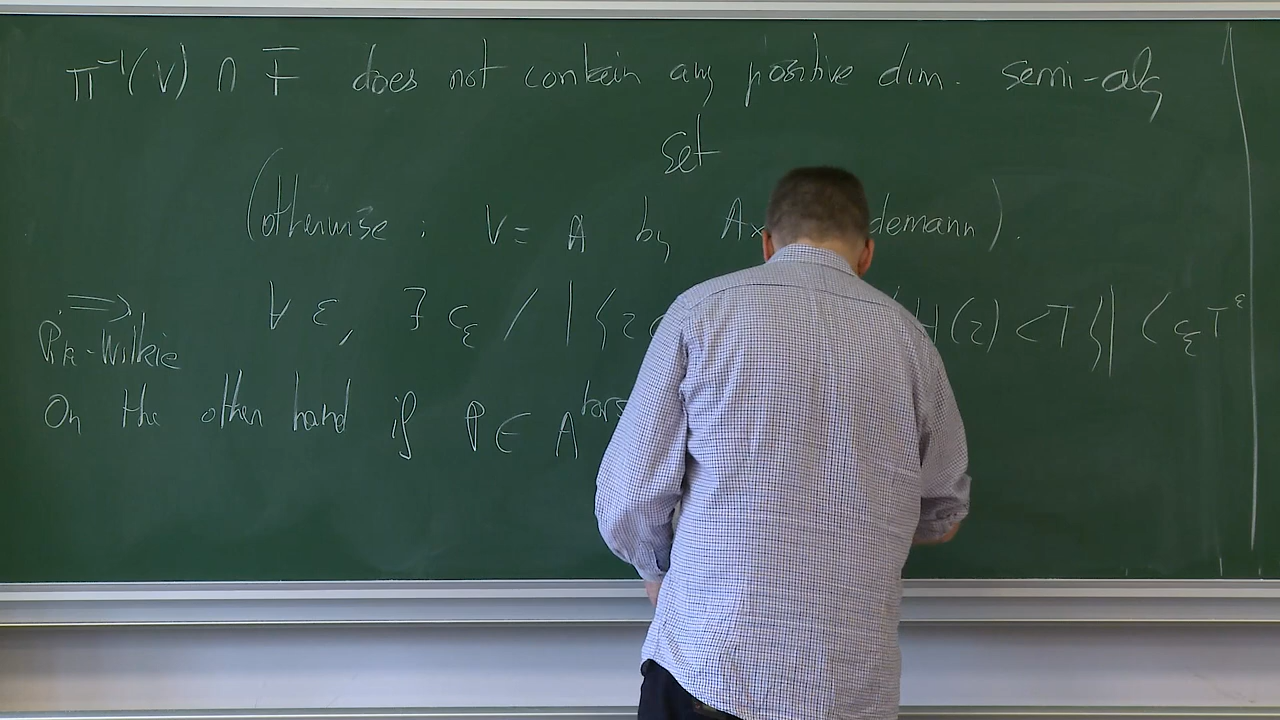 π⁻¹(V) ∩ F̅ does not contain any positive dim. semi-alg
set
(otherwise : V = A by Ax demann).
⟹ ∀ ε, ∃ c_ε / |{z H(z) < T}| < c_ε T^ε
Pila-Wilkie
On the other hand if P ∈ A^tors